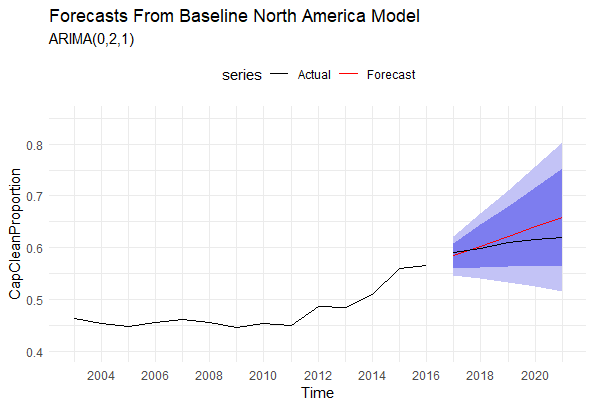 Forecasts From Baseline North America Model
ARIMA(0,2,1)
series Actual Forecast
CapCleanProportion
0.8
0.7
0.6
0.5
0.4
2004 2006 2008 2010 2012 2014 2016 2018 2020
Time